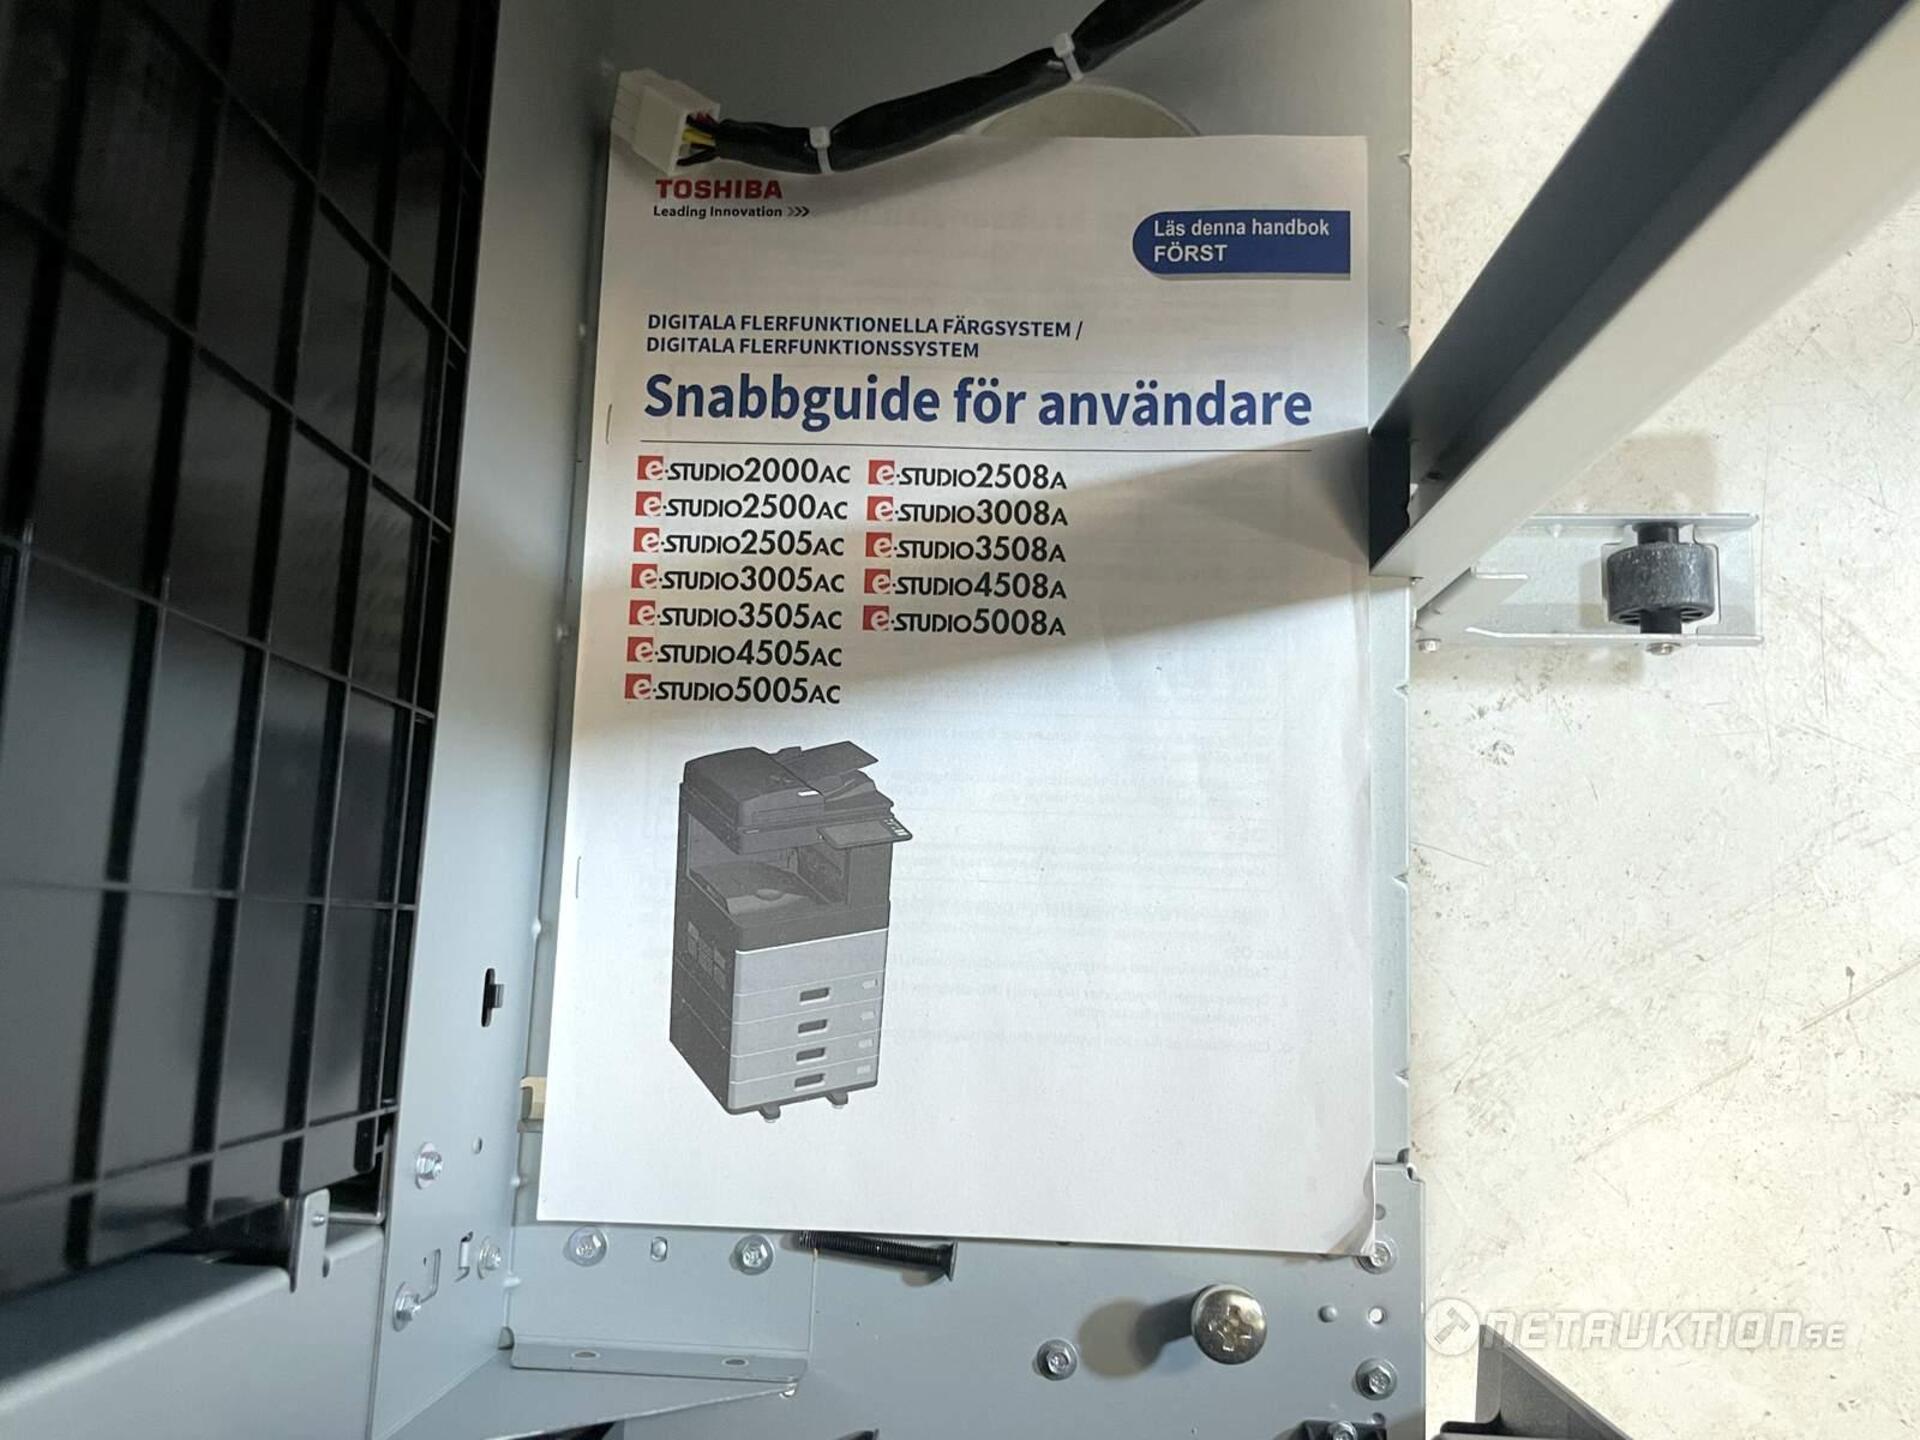 TOSHIBA
Leading Innovation >>>
Läs denna handbok
FÖRST
DIGITALA FLERFUNKTIONELLA FÄRGSYSTEM /
DIGITALA FLERFUNKTIONSSYSTEM
Snabbguide för användare
e-STUDIO2000AC
e-STUDIO2500AC
e-STUDIO2505AC
e-STUDIO3005AC
e-STUDIO3505AC
e-STUDIO4505AC
e-STUDIO5005AC
e-STUDIO2508A
e-STUDIO3008A
e-STUDIO3508A
e-STUDIO4508A
e-STUDIO5008A
NETAUKTION.SE